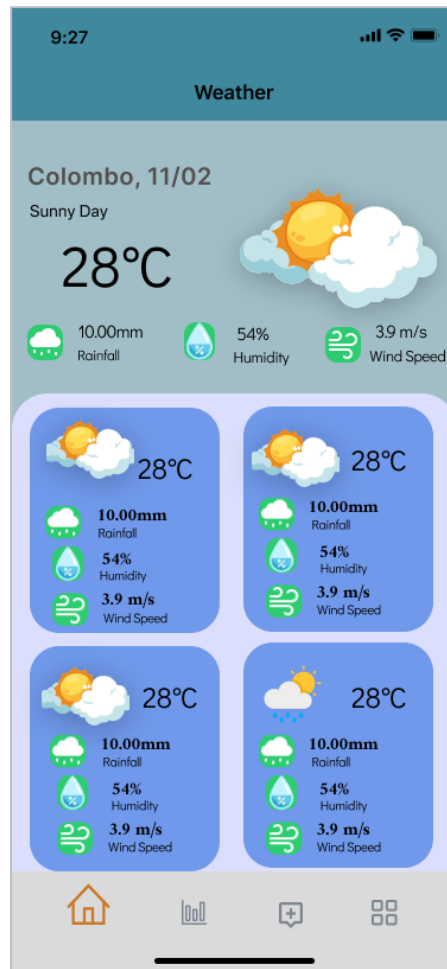 9:27
Weather
Colombo, 11/02
Sunny Day
28°C
10.00mm
Rainfall
54%
Humidity
3.9 m/s
Wind Speed
28°C
10.00mm
Rainfall
54%
Humidity
3.9 m/s
Wind Speed
28°C
10.00mm
Rainfall
54%
Humidity
3.9 m/s
Wind Speed
28°C
10.00mm
Rainfall
54%
Humidity
3.9 m/s
Wind Speed
28°C
10.00mm
Rainfall
54%
Humidity
3.9 m/s
Wind Speed